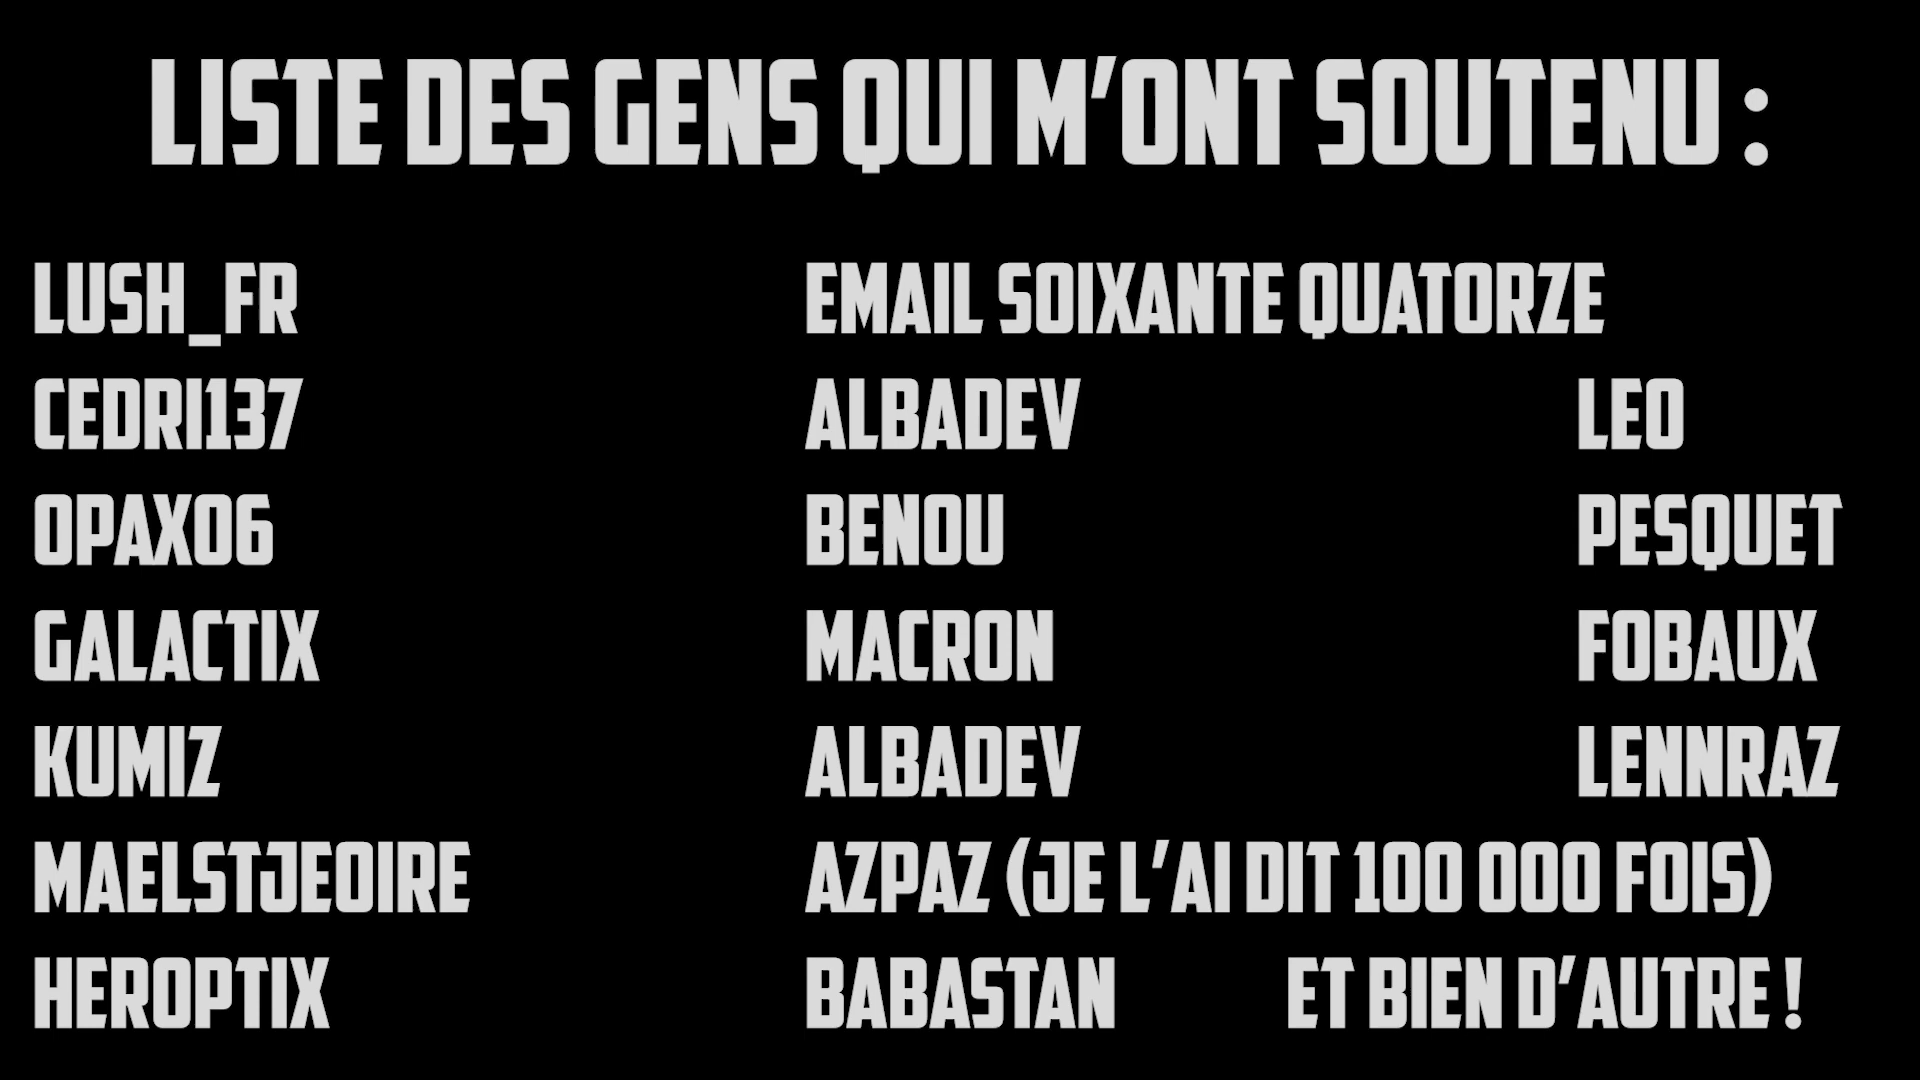 LISTE DES GENS QUI M'ONT SOUTENU :
LUSH_FR EMAIL SOIXANTE QUATORZE
CEDRI137 ALBADEV LEO
OPAX06 BENOU PESQUET
GALACTIX MACRON FOBAUX
KUMIZ ALBADEV LENNRAZ
MAELSTJEOIRE AZPAZ (JE L'AI DIT 100 000 FOIS)
HEROPTIX BABASTAN ET BIEN D'AUTRE !